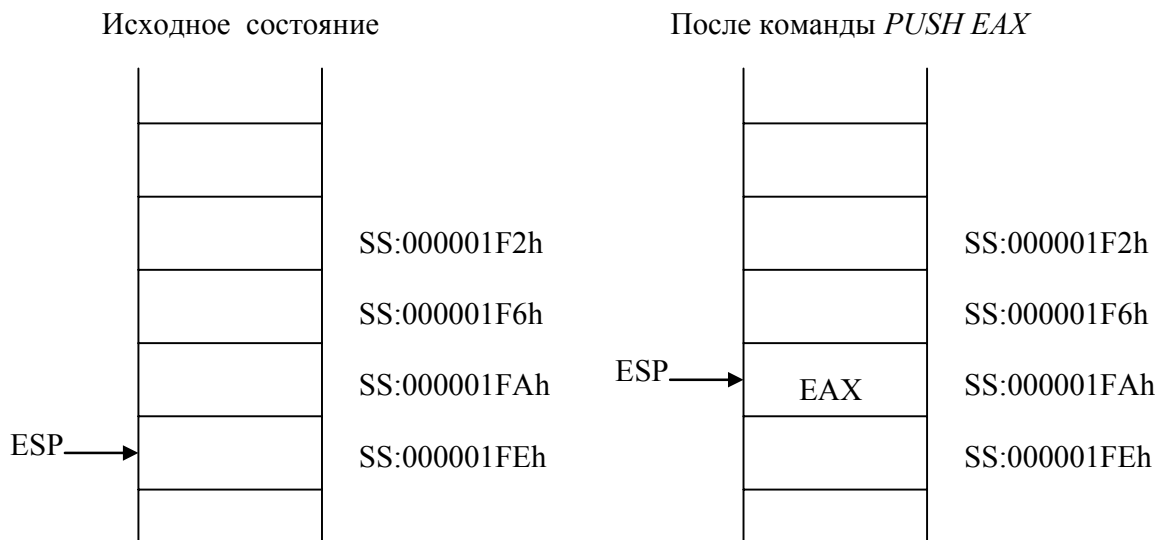 Исходное состояние
После команды PUSH EAX
SS:000001F2h
SS:000001F2h
SS:000001F6h
SS:000001F6h
ESP
EAX
SS:000001FAh
SS:000001FAh
ESP
SS:000001FEh
SS:000001FEh